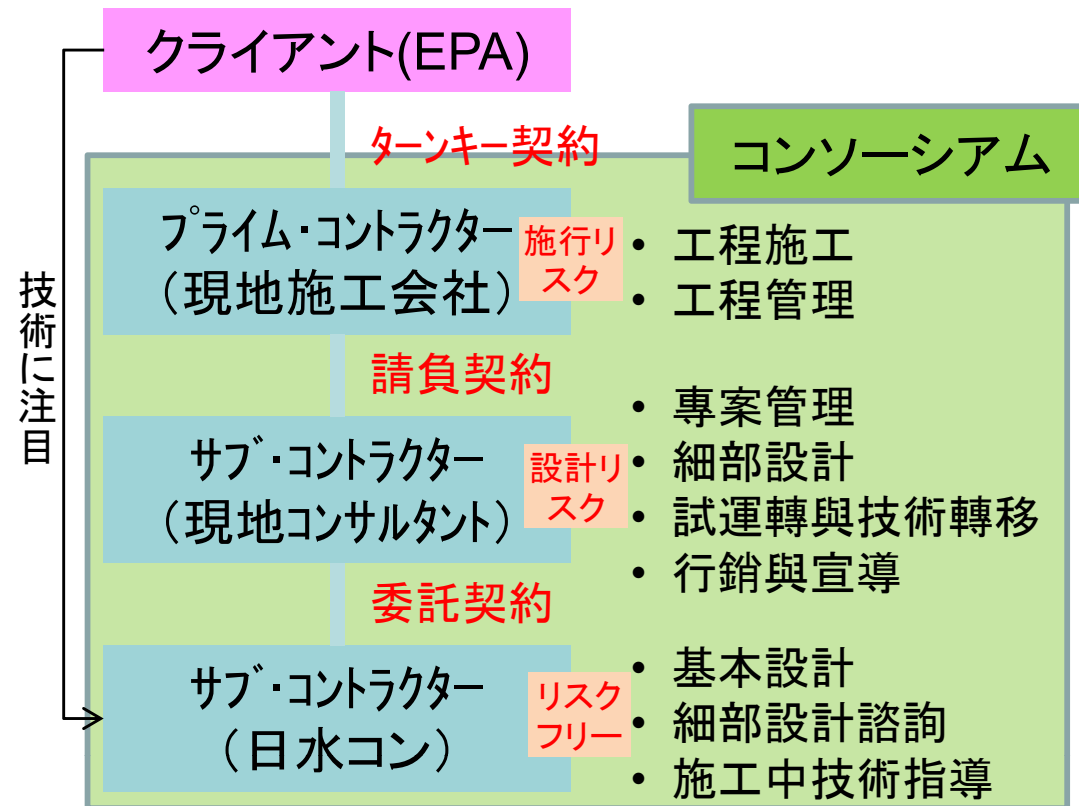 クライアント(EPA)
ターンキー契約
コンソーシアム
プライム・コントラクター
（現地施工会社）
施行リ
スク
• 工程施工
• 工程管理
技術に注目
請負契約
サブ・コントラクター
（現地コンサルタント）
設計リ
スク
• 專案管理
• 細部設計
• 試運轉與技術轉移
• 行銷與宣導
委託契約
サブ・コントラクター
（日水コン）
リスク
フリー
• 基本設計
• 細部設計諮詢
• 施工中技術指導